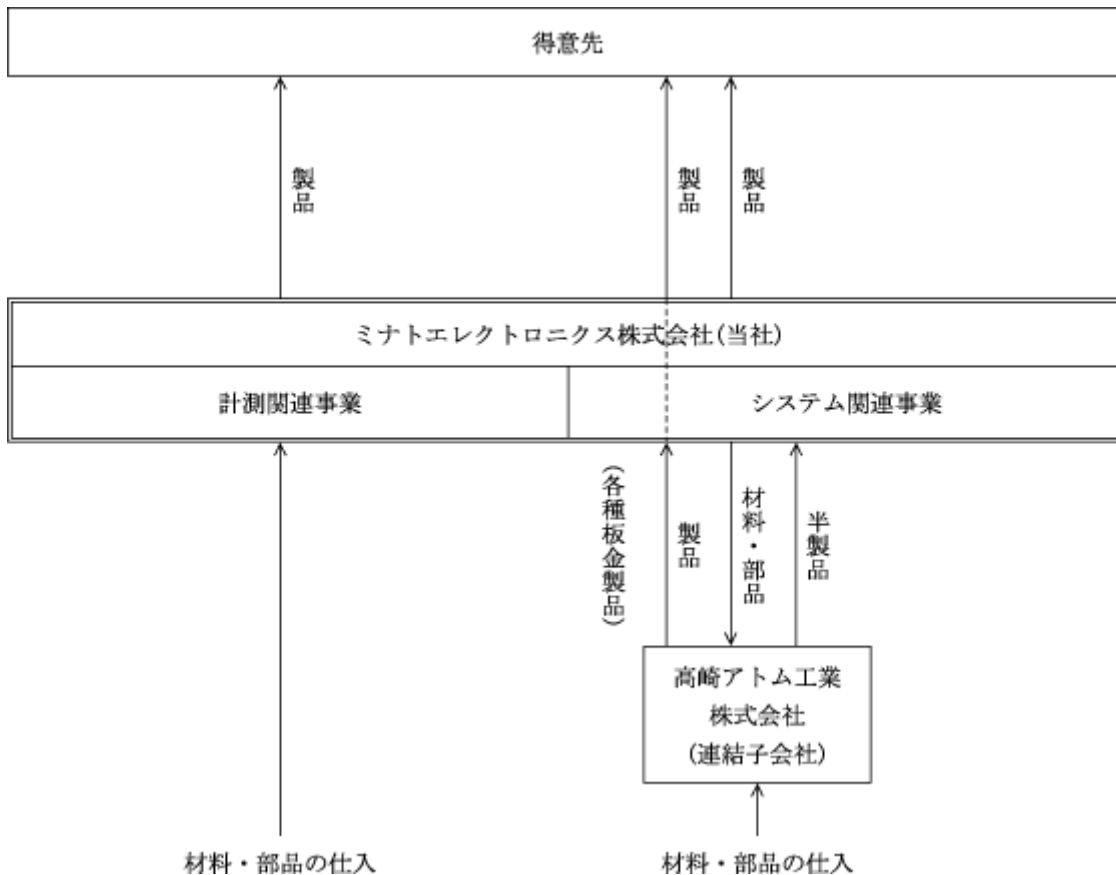 得意先
製品
製品
製品
ミナトエレクトロニクス株式会社(当社)
計測関連事業
システム関連事業
(各種板金製品)
製品
材料・部品
半製品
高崎アトム工業
株式会社
(連結子会社)
材料・部品の仕入
材料・部品の仕入